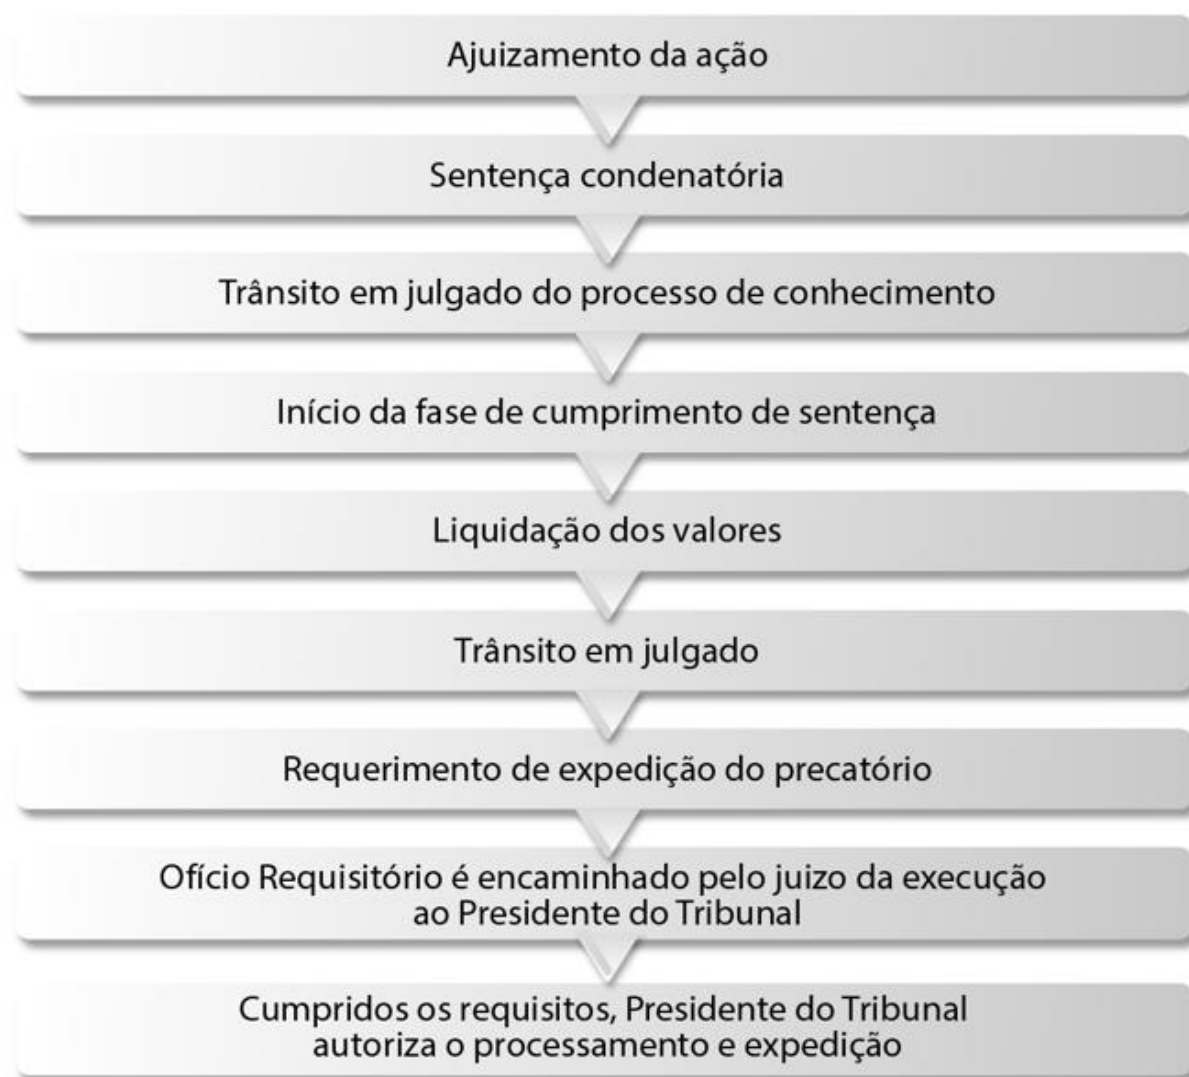 Ajuizamento da ação
Sentença condenatória
Trânsito em julgado do processo de conhecimento
Início da fase de cumprimento de sentença
Liquidação dos valores
Trânsito em julgado
Requerimento de expedição do precatório
Ofício Requisitório é encaminhado pelo juizo da execução
ao Presidente do Tribunal
Cumpridos os requisitos, Presidente do Tribunal
autoriza o processamento e expedição